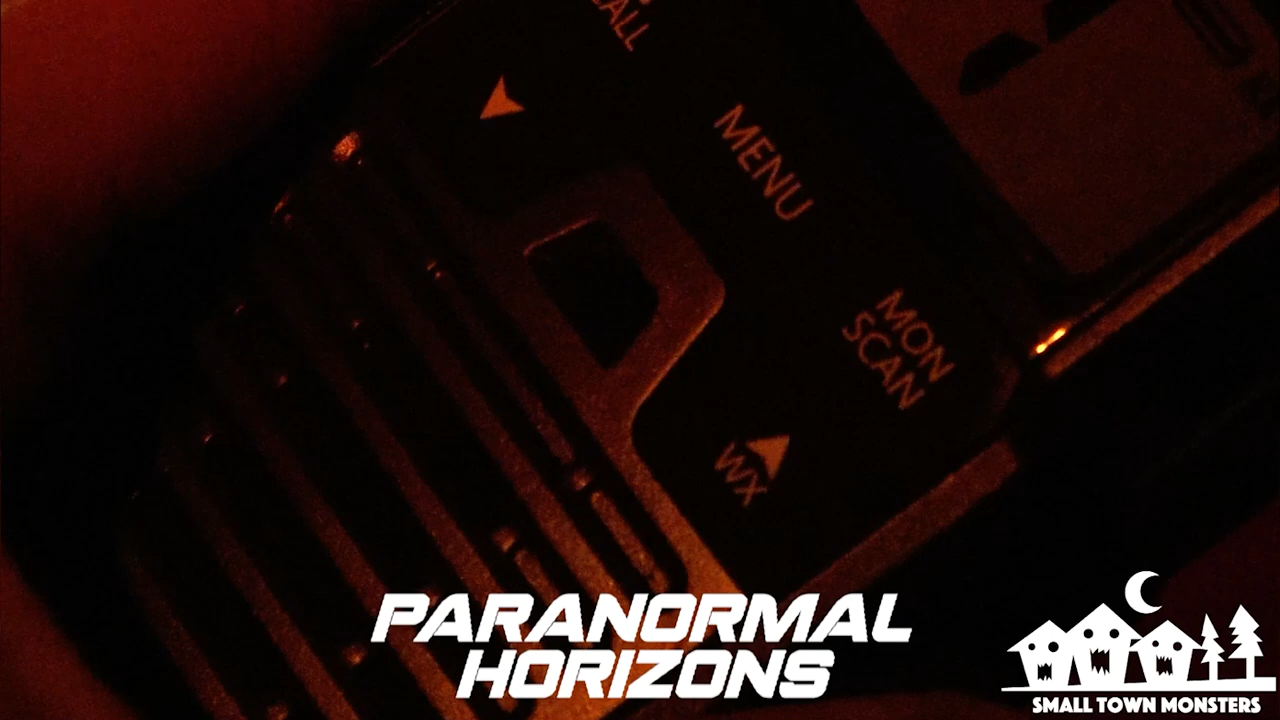 MENU
MON
SCAN
WX
PARANORMAL
HORIZONS
SMALL TOWN MONSTERS